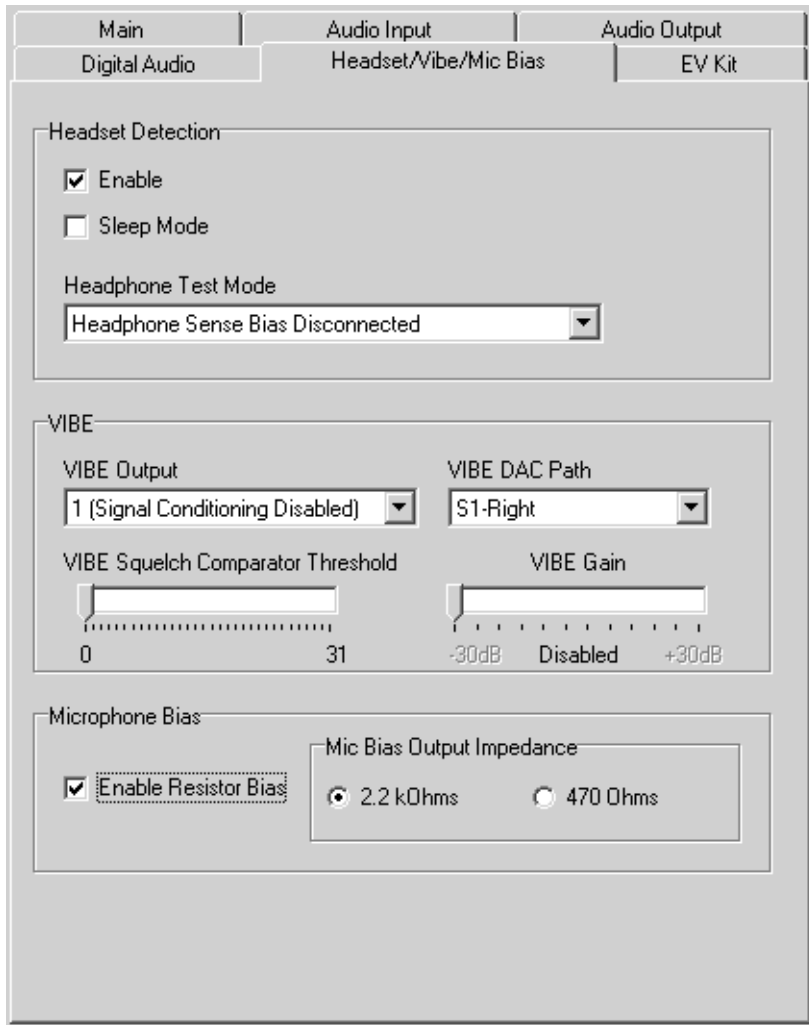 Main Audio Input Audio Output
Digital Audio Headset/Vibe/Mic Bias EV Kit
Headset Detection
Enable
Sleep Mode
Headphone Test Mode
Headphone Sense Bias Disconnected
VIBE
VIBE Output VIBE DAC Path
1 (Signal Conditioning Disabled) S1-Right
VIBE Squelch Comparator Threshold VIBE Gain
0 31 -30dB Disabled +30dB
Microphone Bias
Mic Bias Output Impedance
Enable Resistor Bias 2.2 kOhms 470 Ohms